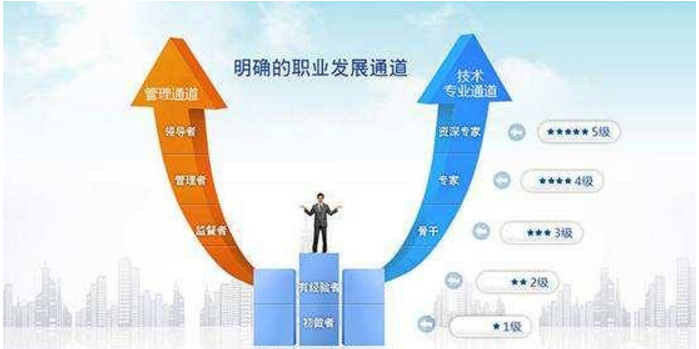 明确的职业发展通道
管理通道
技术
专业通道
领导者
资深专家
★★★★★ 5级
管理者
专家
★★★★ 4级
监督者
骨干
★★★ 3级
有经验者
★★ 2级
初做者
★ 1级